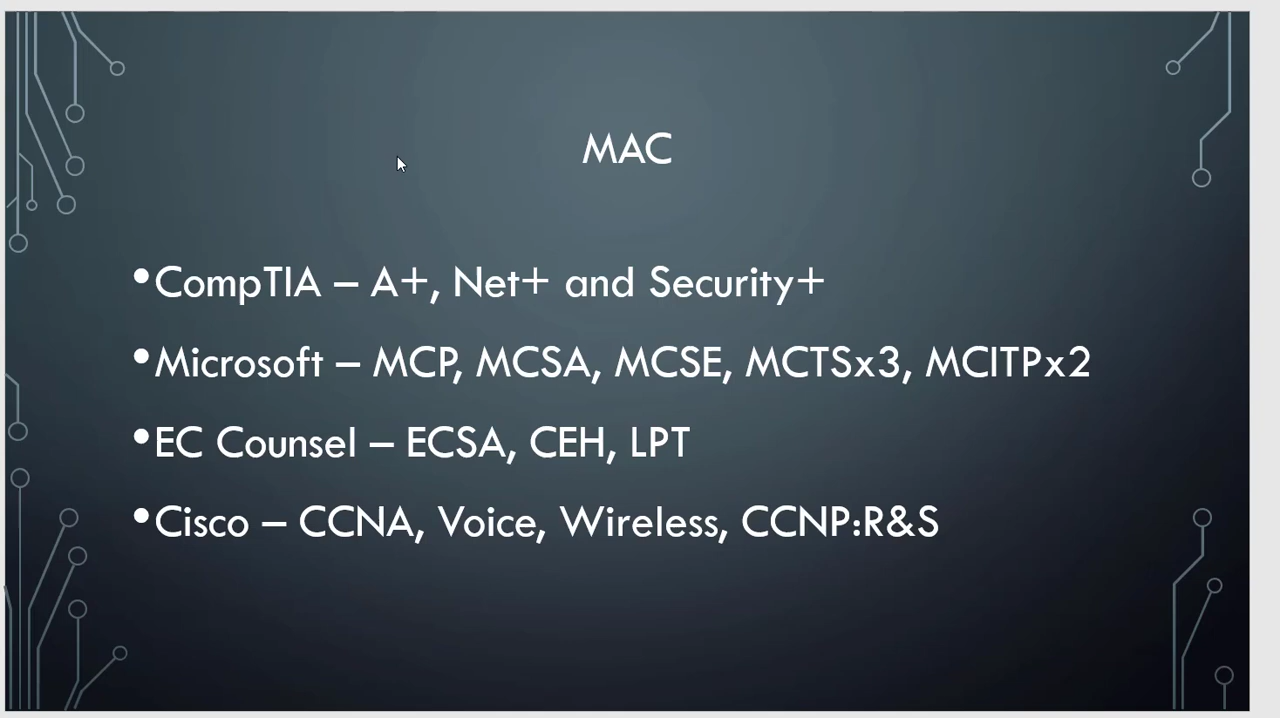 MAC
•CompTIA – A+, Net+ and Security+
•Microsoft – MCP, MCSA, MCSE, MCTSx3, MCITPx2
•EC Counsel – ECSA, CEH, LPT
•Cisco – CCNA, Voice, Wireless, CCNP:R&S